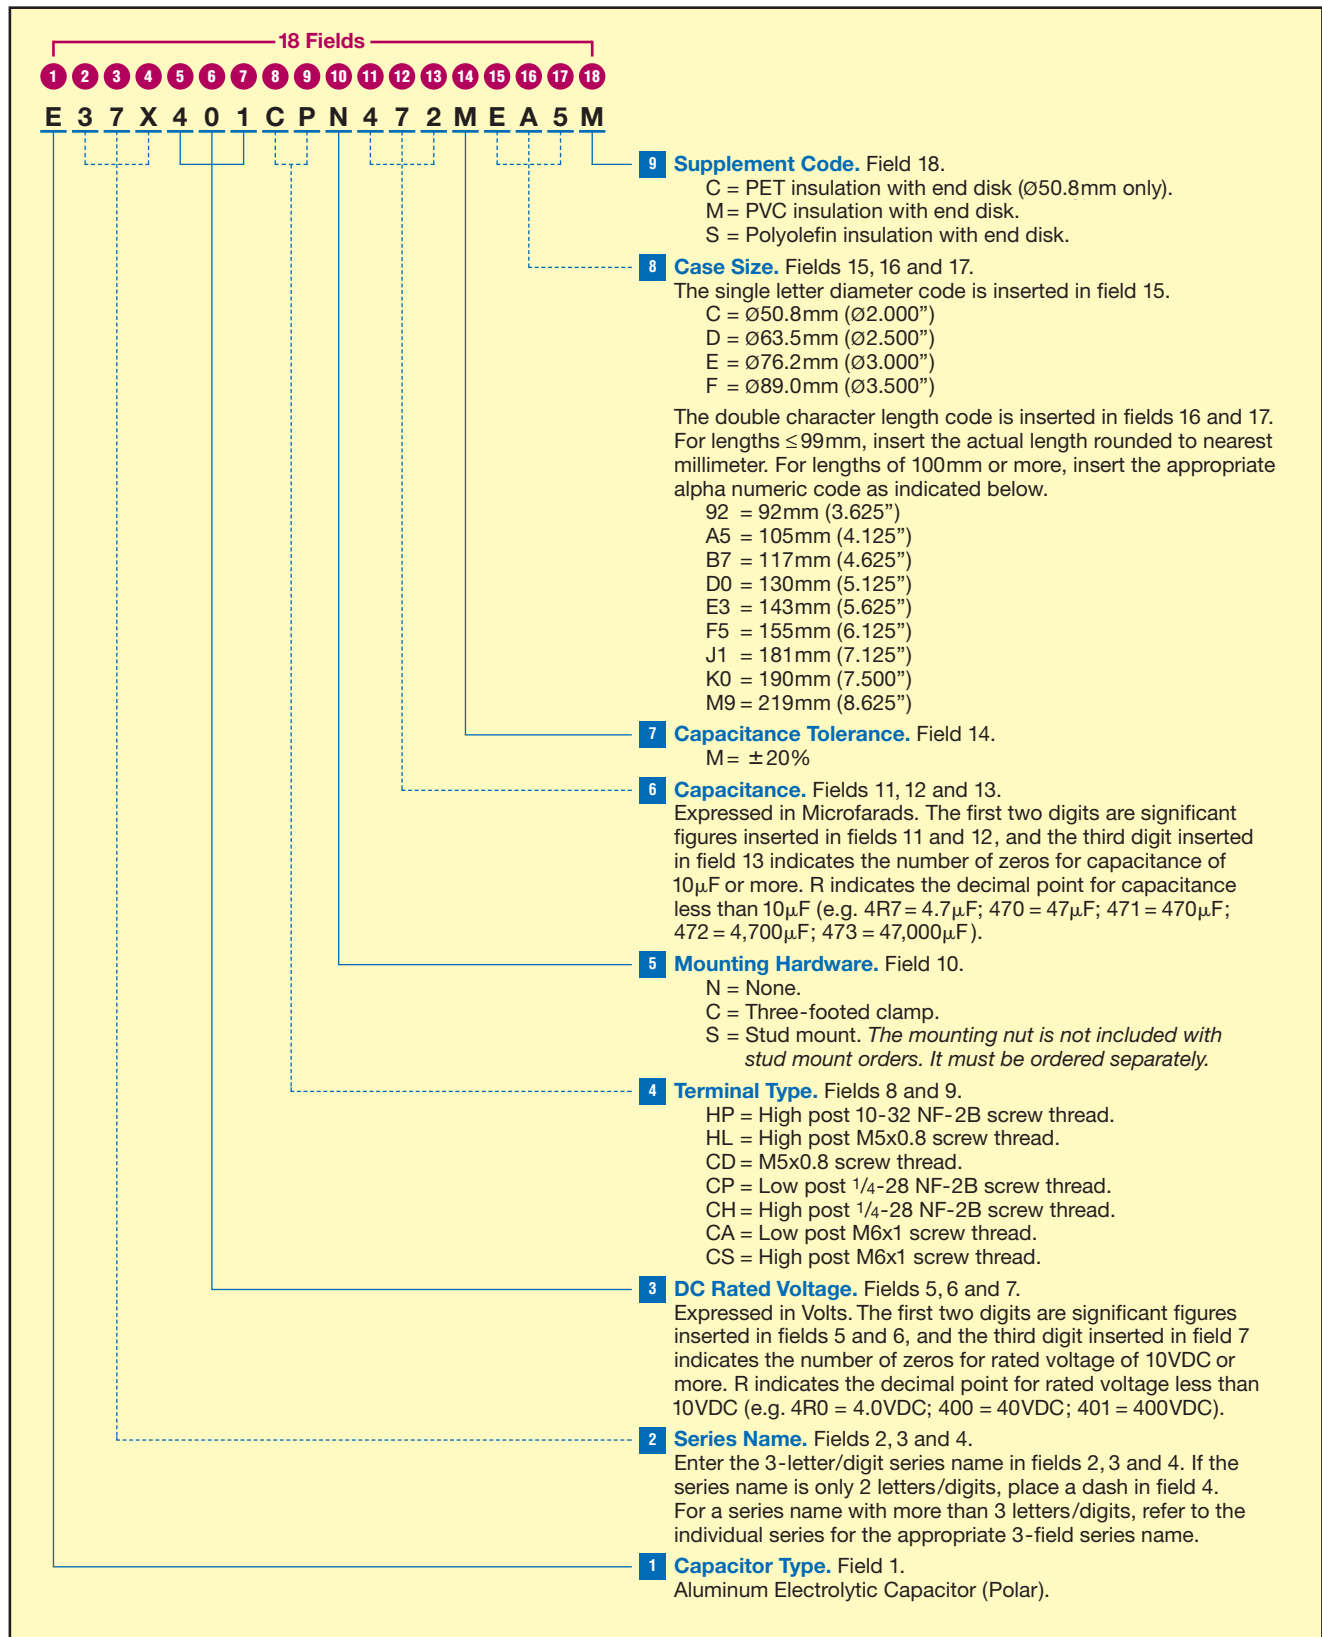 18 Fields
1 2 3 4 5 6 7 8 9 10 11 12 13 14 15 16 17 18
E 3 7 X 4 0 1 C P N 4 7 2 M E A 5 M
9 Supplement Code. Field 18.
C = PET insulation with end disk (Ø50.8mm only).
M = PVC insulation with end disk.
S = Polyolefin insulation with end disk.
8 Case Size. Fields 15, 16 and 17.
The single letter diameter code is inserted in field 15.
C = Ø50.8mm (Ø2.000”)
D = Ø63.5mm (Ø2.500”)
E = Ø76.2mm (Ø3.000”)
F = Ø89.0mm (Ø3.500”)
The double character length code is inserted in fields 16 and 17.
For lengths ≤99mm, insert the actual length rounded to nearest
millimeter. For lengths of 100mm or more, insert the appropriate
alpha numeric code as indicated below.
92 = 92mm (3.625”)
A5 = 105mm (4.125”)
B7 = 117mm (4.625”)
D0 = 130mm (5.125”)
E3 = 143mm (5.625”)
F5 = 155mm (6.125”)
J1 = 181mm (7.125”)
K0 = 190mm (7.500”)
M9 = 219mm (8.625”)
7 Capacitance Tolerance. Field 14.
M = ±20%
6 Capacitance. Fields 11, 12 and 13.
Expressed in Microfarads. The first two digits are significant
figures inserted in fields 11 and 12, and the third digit inserted
in field 13 indicates the number of zeros for capacitance of
10µF or more. R indicates the decimal point for capacitance
less than 10µF (e.g. 4R7 = 4.7µF; 470 = 47µF; 471 = 470µF;
472 = 4,700µF; 473 = 47,000µF).
5 Mounting Hardware. Field 10.
N = None.
C = Three-footed clamp.
S = Stud mount. The mounting nut is not included with
stud mount orders. It must be ordered separately.
4 Terminal Type. Fields 8 and 9.
HP = High post 10-32 NF-2B screw thread.
HL = High post M5x0.8 screw thread.
CD = M5x0.8 screw thread.
CP = Low post 1/4-28 NF-2B screw thread.
CH = High post 1/4-28 NF-2B screw thread.
CA = Low post M6x1 screw thread.
CS = High post M6x1 screw thread.
3 DC Rated Voltage. Fields 5, 6 and 7.
Expressed in Volts. The first two digits are significant figures
inserted in fields 5 and 6, and the third digit inserted in field 7
indicates the number of zeros for rated voltage of 10VDC or
more. R indicates the decimal point for rated voltage less than
10VDC (e.g. 4R0 = 4.0VDC; 400 = 40VDC; 401 = 400VDC).
2 Series Name. Fields 2, 3 and 4.
Enter the 3-letter/digit series name in fields 2, 3 and 4. If the
series name is only 2 letters/digits, place a dash in field 4.
For a series name with more than 3 letters/digits, refer to the
individual series for the appropriate 3-field series name.
1 Capacitor Type. Field 1.
Aluminum Electrolytic Capacitor (Polar).